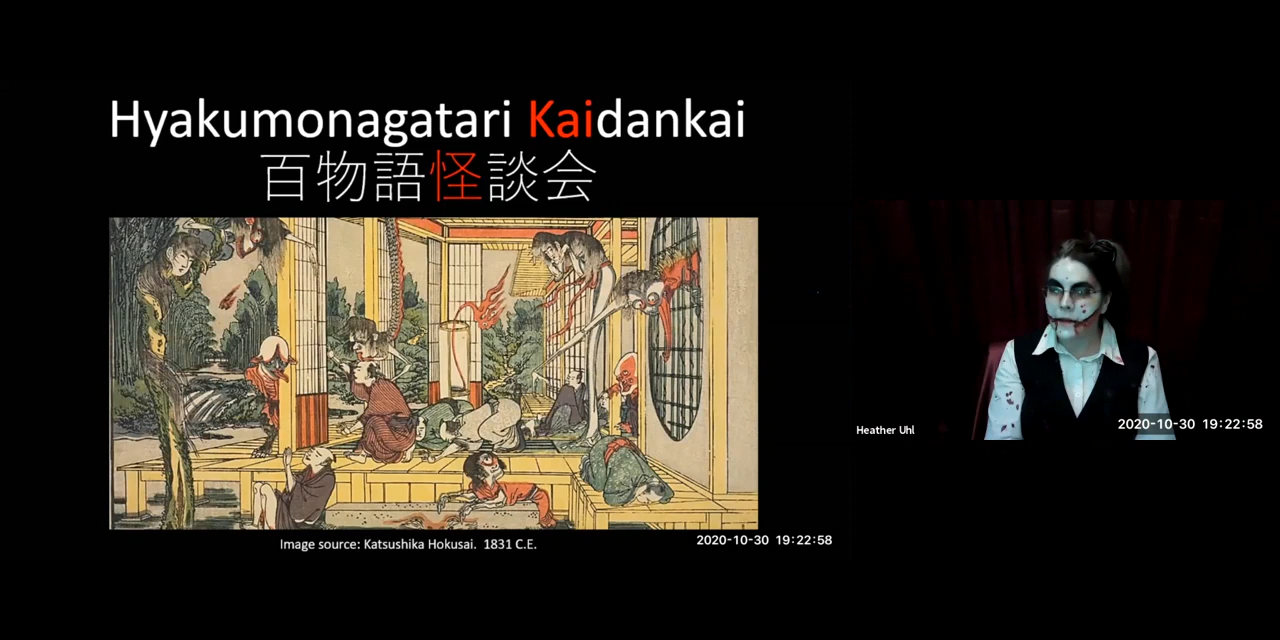 Hyakumonagatari Kaidankai
百物語怪談会
Image source: Katsushika Hokusai.  1831 C.E.
2020-10-30 19:22:58
Heather Uhl
2020-10-30 19:22:58